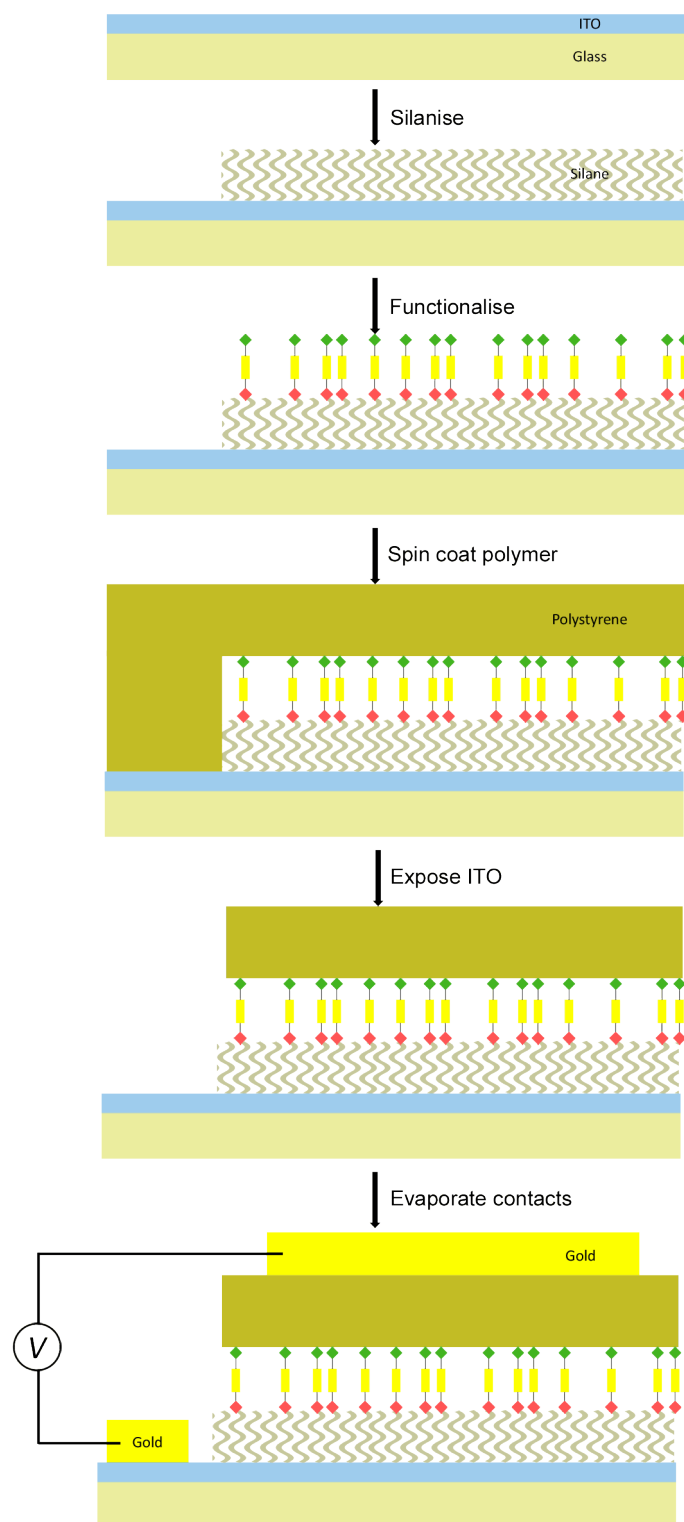 ITO
Glass
Silanise
Silane
Functionalise
Spin coat polymer
Polystyrene
Expose ITO
Evaporate contacts
Gold
V
Gold